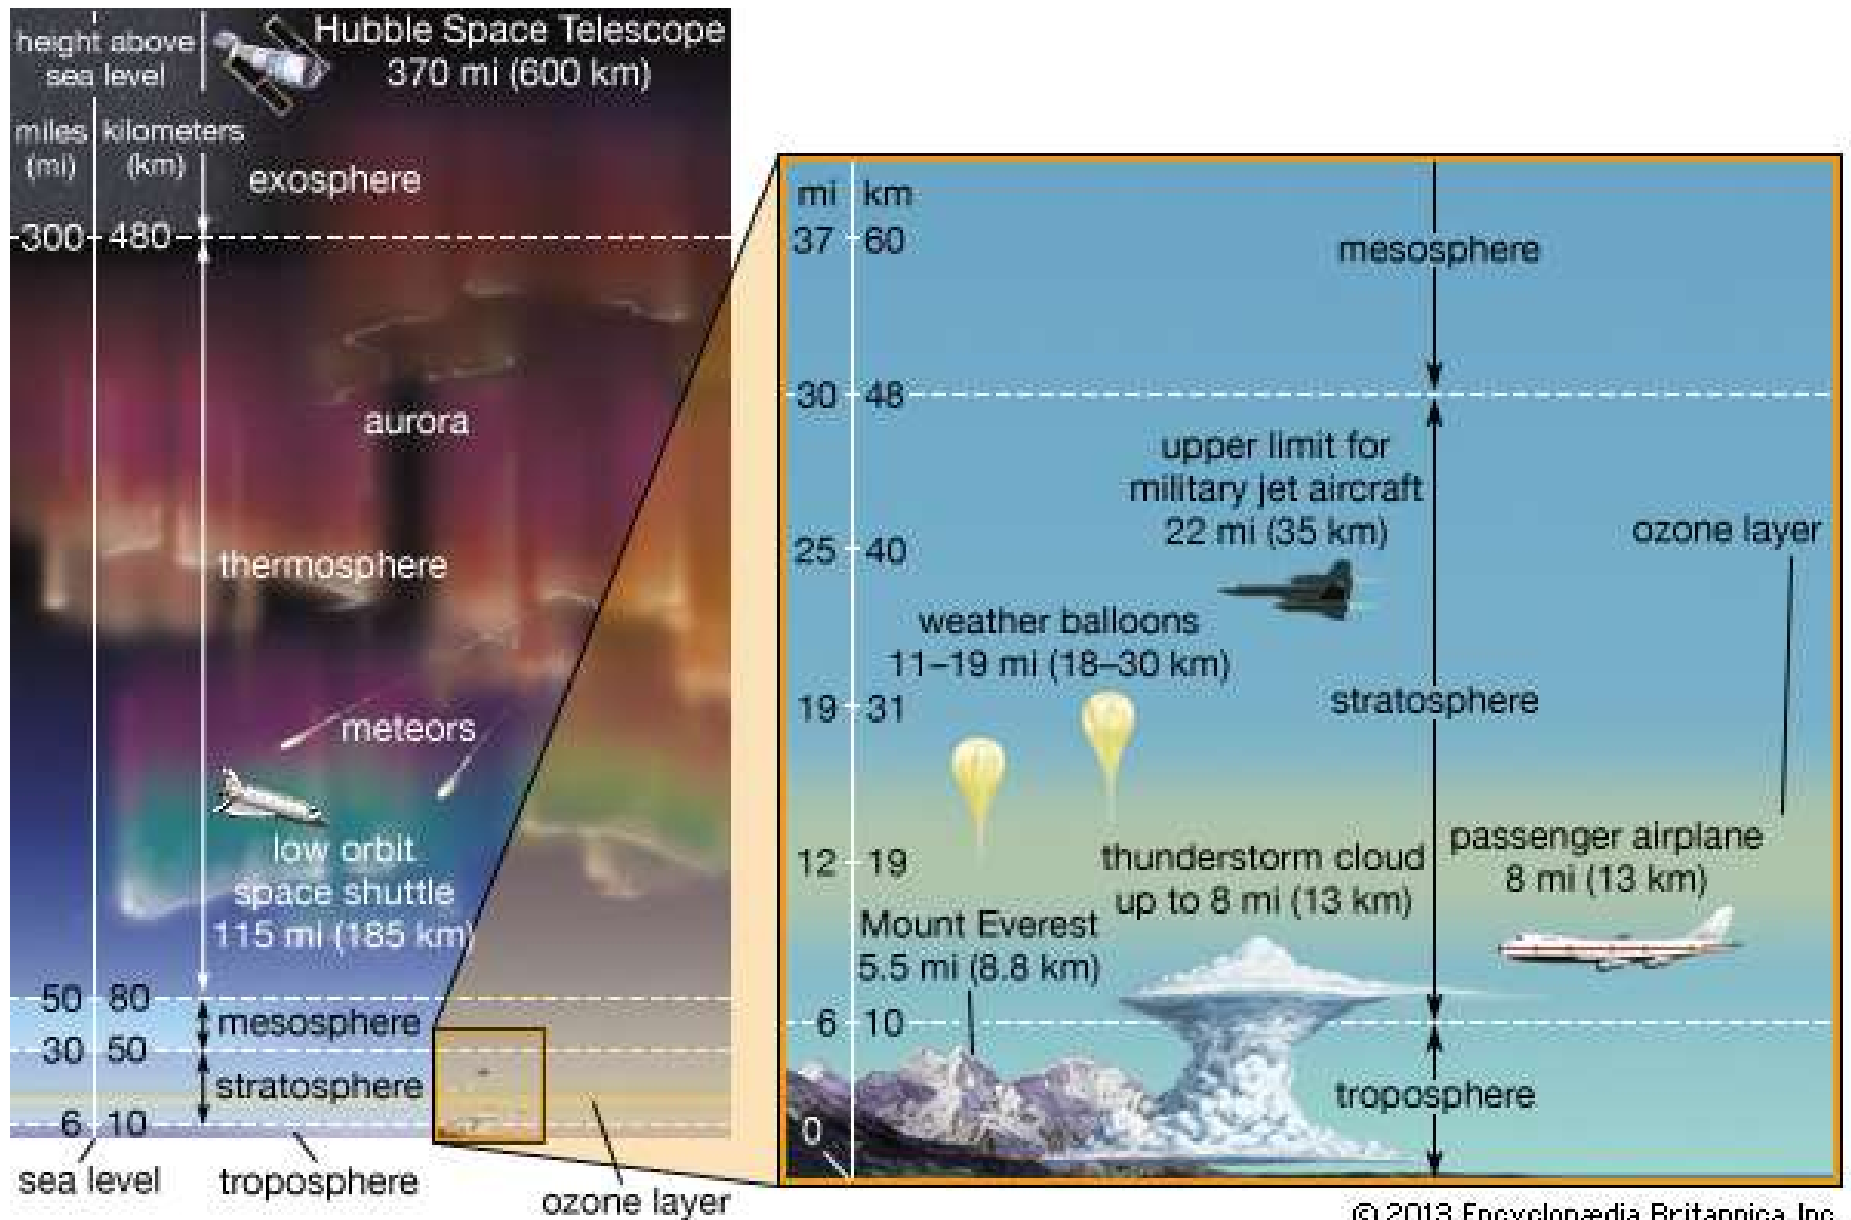 height above
sea level
Hubble Space Telescope
370 mi (600 km)
miles kilometers
(mi) (km)
exosphere
300 480
aurora
thermosphere
meteors
low orbit
space shuttle
115 mi (185 km)
50 80
mesosphere
30 50
stratosphere
6 10
sea level
troposphere
ozone layer
mi km
37 60
mesosphere
30 48
upper limit for
military jet aircraft
22 mi (35 km)
ozone layer
25 40
weather balloons
11–19 mi (18–30 km)
stratosphere
19 31
passenger airplane
8 mi (13 km)
12 19
thunderstorm cloud
up to 8 mi (13 km)
Mount Everest
5.5 mi (8.8 km)
6 10
troposphere
0
© 2013 Encyclopædia Britannica, Inc.